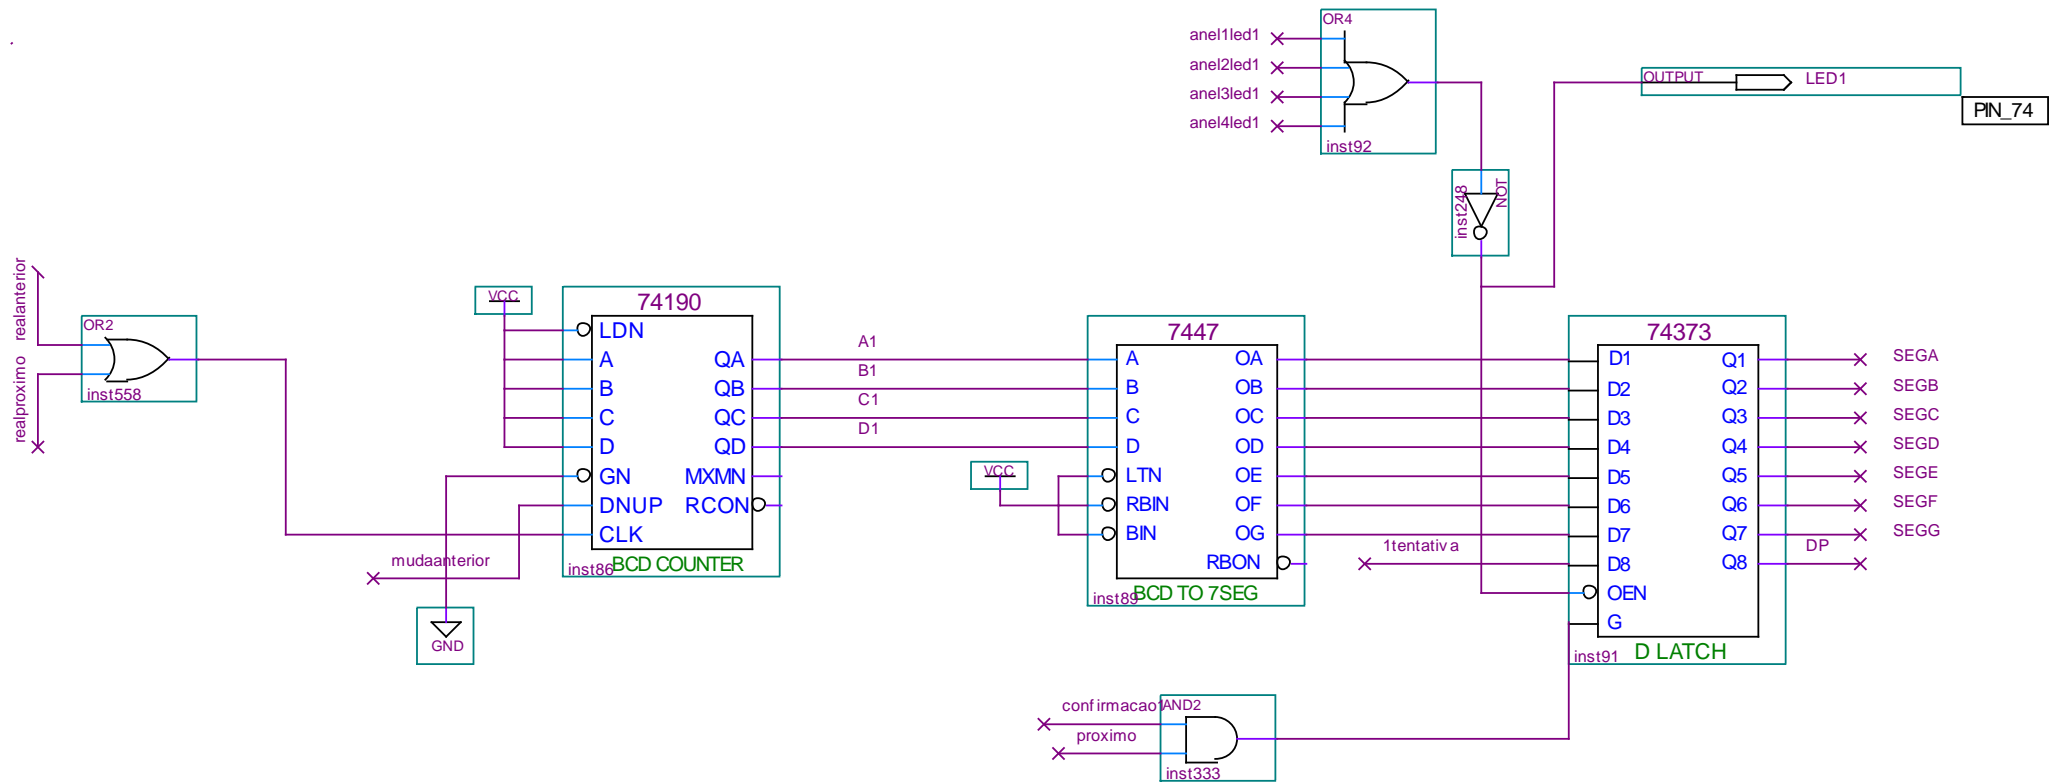 OR4
anel1led1
anel2led1
anel3led1
anel4led1
inst92
OUTPUT
LED1
PIN_74
inst248
NOT
realanterior
realproximo
OR2
inst558
VCC
74190
LDN
A
B
C
D
GN
DNUP
CLK
QA
QB
QC
QD
MXMN
RCON
inst86
BCD COUNTER
mudaanterior
GND
A1
B1
C1
D1
VCC
7447
A
B
C
D
LTN
RBIN
BIN
OA
OB
OC
OD
OE
OF
OG
RBON
inst89
BCD TO 7SEG
1tentativa
74373
D1
D2
D3
D4
D5
D6
D7
D8
OEN
G
Q1
Q2
Q3
Q4
Q5
Q6
Q7
Q8
inst91
D LATCH
SEGA
SEGB
SEGC
SEGD
SEGE
SEGF
SEGG
DP
confirmacao1
proximo
AND2
inst333